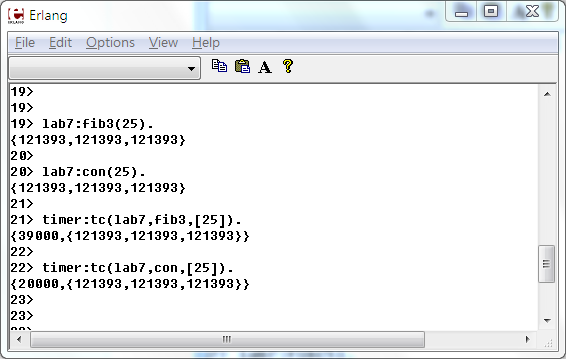 Erlang
File Edit Options View Help
A ?
19>
19>
19> lab7:fib3(25).
{121393,121393,121393}
20>
20> lab7:con(25).
{121393,121393,121393}
21>
21> timer:tc(lab7,fib3,[25]).
{39000,{121393,121393,121393}}
22>
22> timer:tc(lab7,con,[25]).
{20000,{121393,121393,121393}}
23>
23>